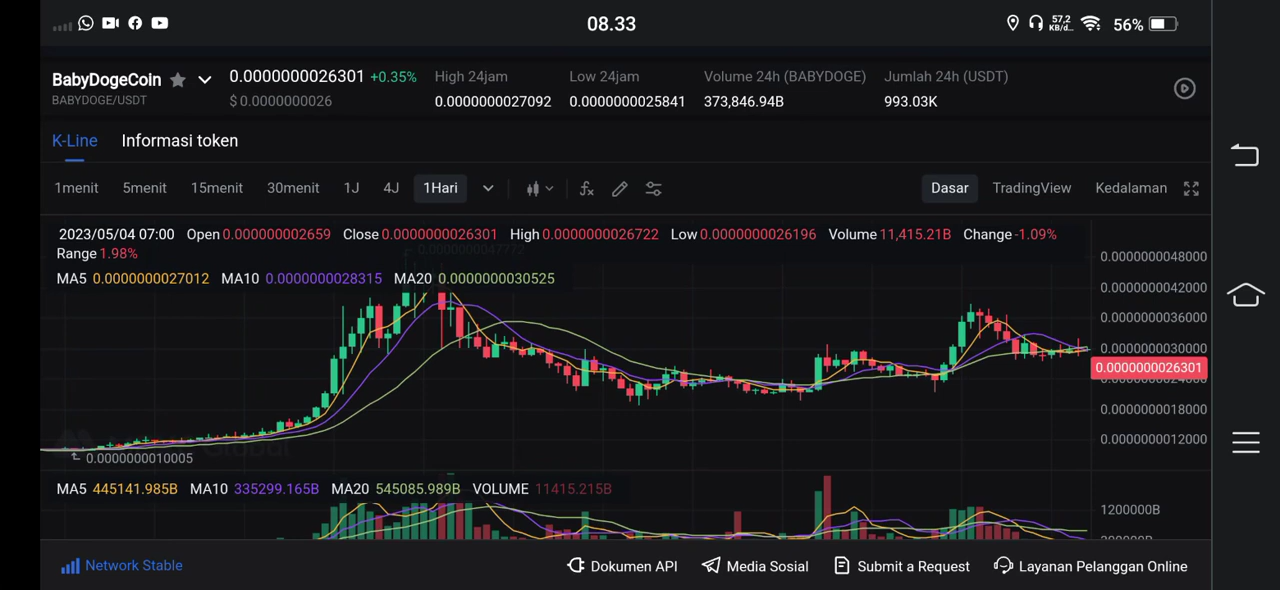 08.33
57,2
KB/d...
56%
BabyDogeCoin
BABYDOGE/USDT
0.0000000026301 +0.35%
$ 0.0000000026
High 24jam
0.0000000027092
Low 24jam
0.0000000025841
Volume 24h (BABYDOGE)
373,846.94B
Jumlah 24h (USDT)
993.03K
K-Line Informasi token
1menit 5menit 15menit 30menit 1J 4J 1Hari Dasar TradingView Kedalaman
2023/05/04 07:00 Open 0.000000002659 Close 0.0000000026301 High 0.0000000026722 Low 0.0000000026196 Volume 11,415.21B Change -1.09%
Range 1.98%
0.0000000047772
MA5 0.0000000027012 MA10 0.0000000028315 MA20 0.0000000030525
0.0000000048000
0.0000000042000
0.0000000036000
0.0000000030000
0.0000000026301
0.0000000024000
0.0000000018000
0.0000000012000
0.0000000010005
Global
MA5 445141.985B MA10 335299.165B MA20 545085.989B VOLUME 11415.215B
1200000B
Network Stable
Dokumen API Media Sosial Submit a Request Layanan Pelanggan Online